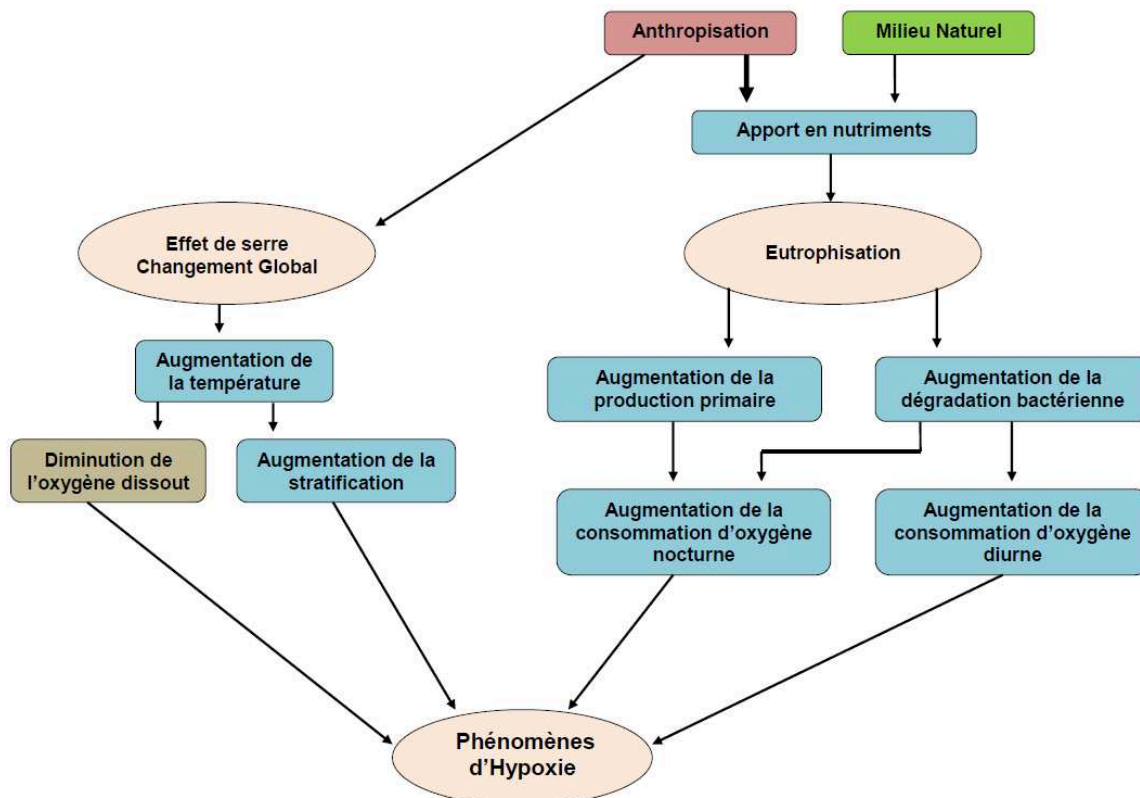 Anthropisation
Milieu Naturel
Apport en nutriments
Effet de serre
Changement Global
Eutrophisation
Augmentation de
la température
Augmentation de la
production primaire
Augmentation de la
dégradation bactérienne
Diminution de
l'oxygène dissout
Augmentation de la
stratification
Augmentation de la
consommation d'oxygène
nocturne
Augmentation de la
consommation d'oxygène
diurne
Phénomènes
d'Hypoxie